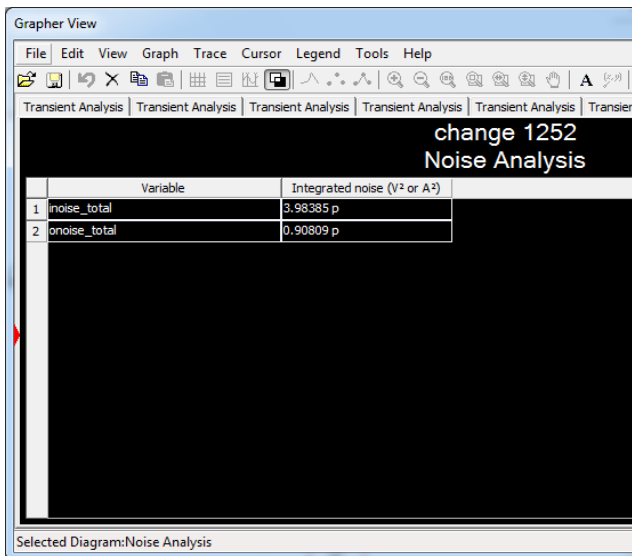 Grapher View
File Edit View Graph Trace Cursor Legend Tools Help
A
Transient Analysis Transient Analysis Transient Analysis Transient Analysis Transient Analysis Transien
change 1252
Noise Analysis
Variable Integrated noise (V² or A²)
1 inoise_total 3.98385 p
2 onoise_total 0.90809 p
Selected Diagram:Noise Analysis